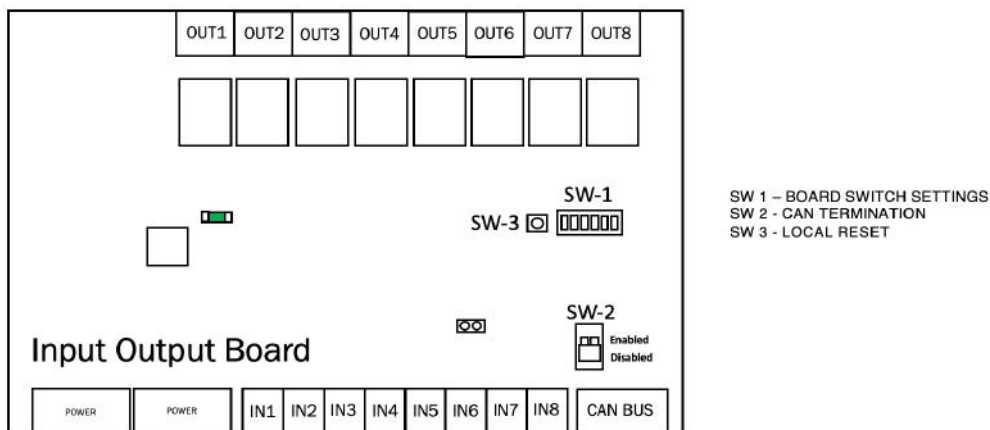 OUT1 OUT2 OUT3 OUT4 OUT5 OUT6 OUT7 OUT8
SW-1
SW-3
SW 1 – BOARD SWITCH SETTINGS
SW 2 - CAN TERMINATION
SW 3 - LOCAL RESET
SW-2
Enabled
Disabled
Input Output Board
POWER POWER IN1 IN2 IN3 IN4 IN5 IN6 IN7 IN8 CAN BUS